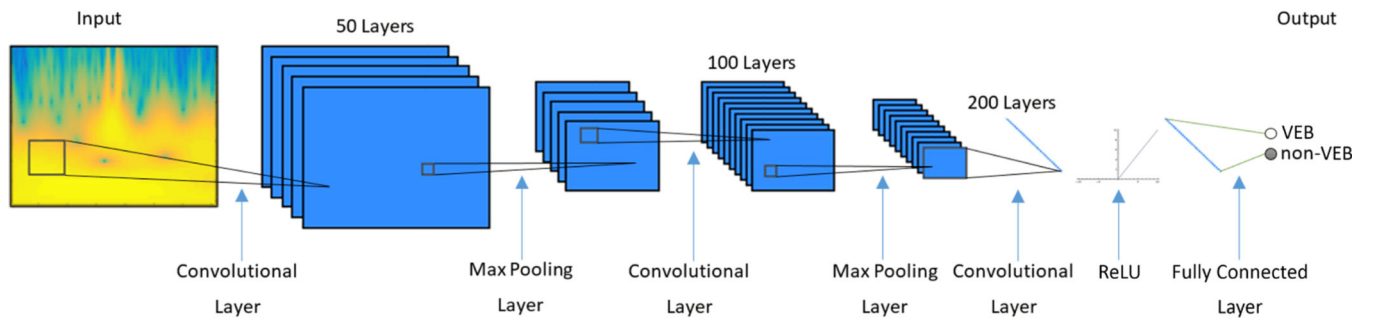 Input
50 Layers
100 Layers
200 Layers
Output
VEB
non-VEB
Convolutional
Layer
Max Pooling
Layer
Convolutional
Layer
Max Pooling
Layer
Convolutional
Layer
ReLU
Fully Connected
Layer